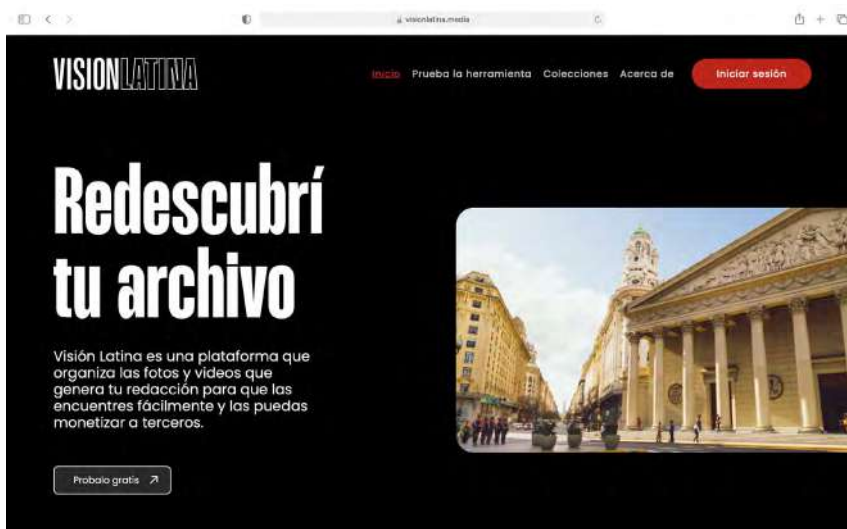 visionlatina.media
VISIONLATINA
Inicio Prueba la herramienta Colecciones Acerca de Iniciar sesión
Redescubrí
tu archivo
Visión Latina es una plataforma que
organiza las fotos y videos que
genera tu redacción para que las
encuentres fácilmente y las puedas
monetizar a terceros.
Probalo gratis